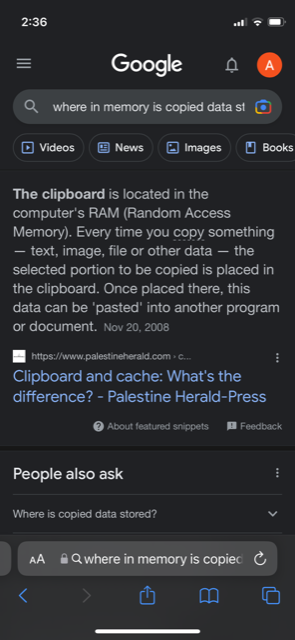 2:36
Google
A
where in memory is copied data st
Videos
News
Images
Books
The clipboard is located in the
computer's RAM (Random Access
Memory). Every time you copy something
— text, image, file or other data — the
selected portion to be copied is placed in
the clipboard. Once placed there, this
data can be 'pasted' into another program
or document. Nov 20, 2008
https://www.palestineherald.com › c...
Clipboard and cache: What's the
difference? - Palestine Herald-Press
About featured snippets
Feedback
People also ask
Where is copied data stored?
AA
where in memory is copied